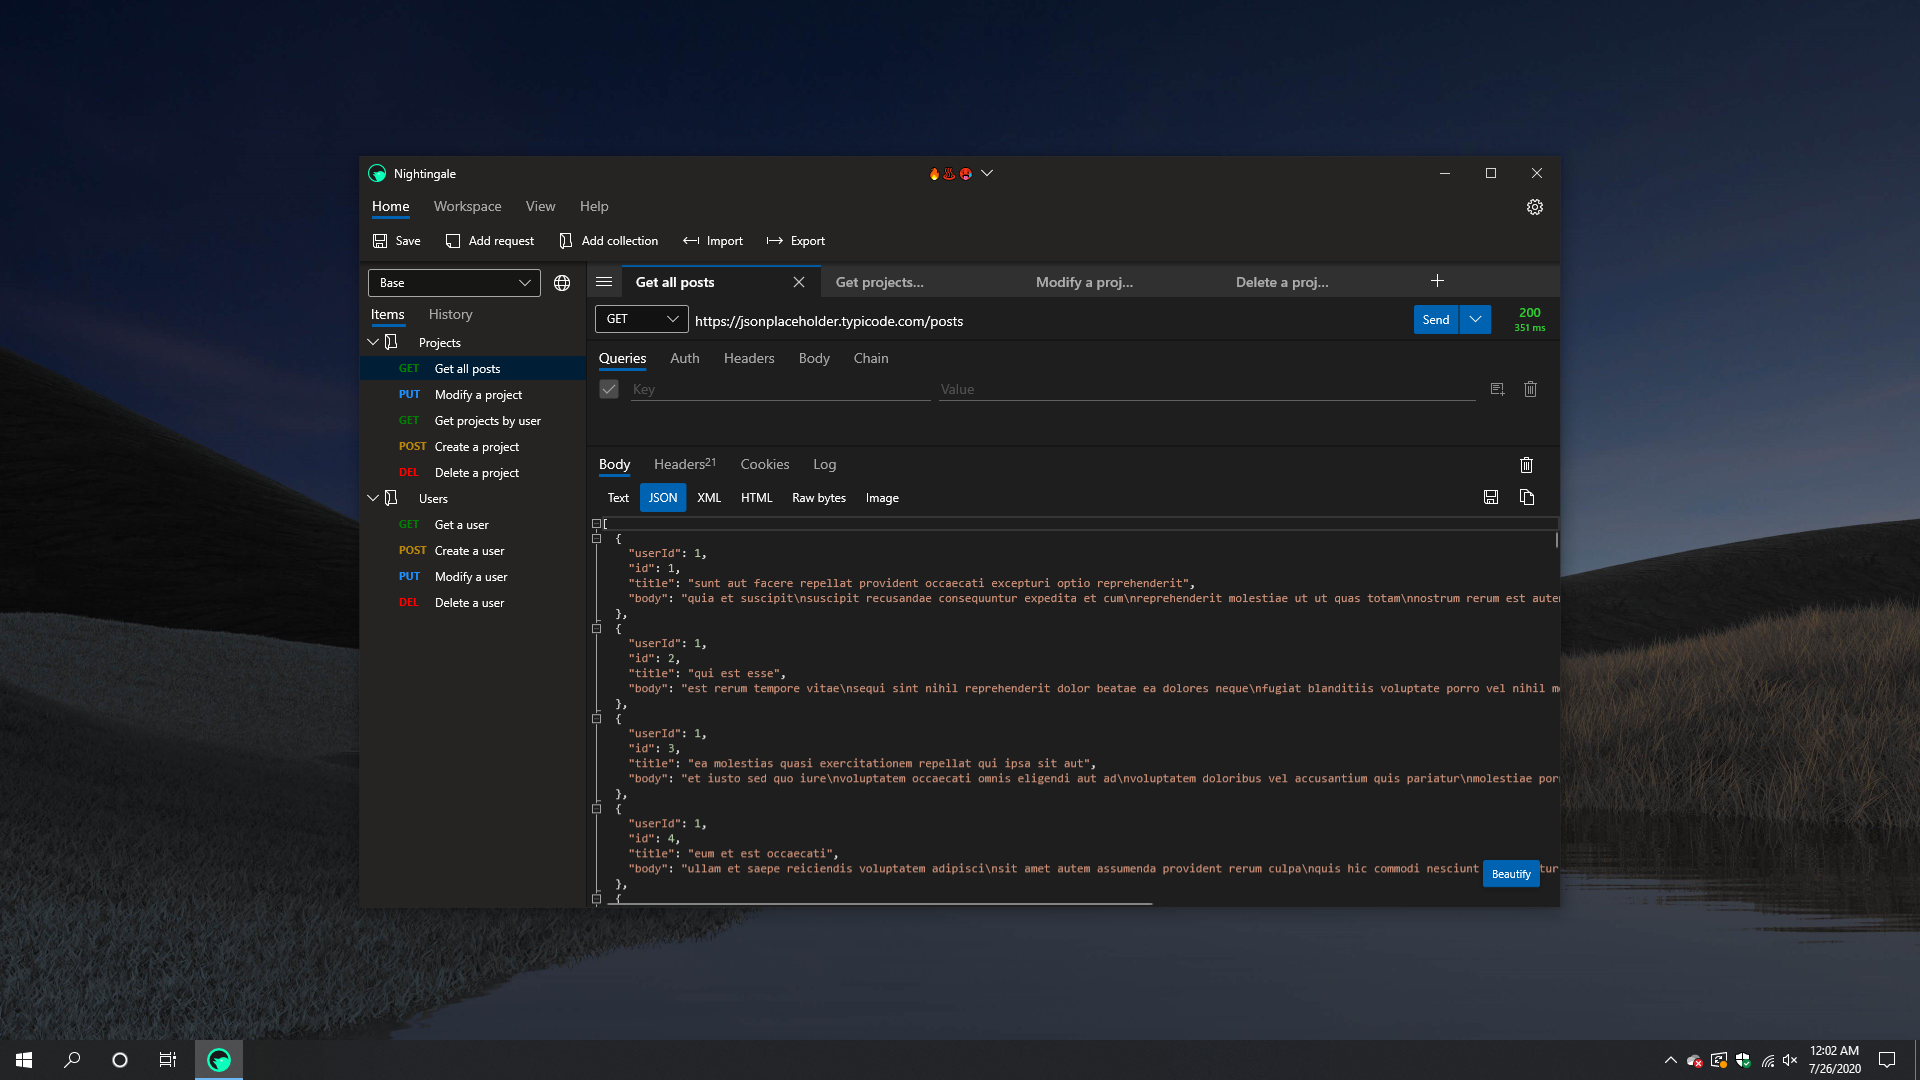 Nightingale
Home Workspace View Help
Save Add request Add collection Import Export
Base
Get all posts Get projects... Modify a proj... Delete a proj...
GET https://jsonplaceholder.typicode.com/posts Send 200
351 ms
Items History
Projects
GET Get all posts
PUT Modify a project
GET Get projects by user
POST Create a project
DEL Delete a project
Users
GET Get a user
POST Create a user
PUT Modify a user
DEL Delete a user
Queries Auth Headers Body Chain
Key Value
Body Headers21 Cookies Log
Text JSON XML HTML Raw bytes Image
[
{
"userId": 1,
"id": 1,
"title": "sunt aut facere repellat provident occaecati excepturi optio reprehenderit",
"body": "quia et suscipit\nsuscipit recusandae consequuntur expedita et cum\nreprehenderit molestiae ut ut quas totam\nnostrum rerum est autem
},
{
"userId": 1,
"id": 2,
"title": "qui est esse",
"body": "est rerum tempore vitae\nsequi sint nihil reprehenderit dolor beatae ea dolores neque\nfugiat blanditiis voluptate porro vel nihil m
},
{
"userId": 1,
"id": 3,
"title": "ea molestias quasi exercitationem repellat qui ipsa sit aut",
"body": "et iusto sed quo iure\nvoluptatem occaecati omnis eligendi aut ad\nvoluptatem doloribus vel accusantium quis pariatur\nmolestiae por
},
{
"userId": 1,
"id": 4,
"title": "eum et est occaecati",
"body": "ullam et saepe reiciendis voluptatem adipisci\nsit amet autem assumenda provident rerum culpa\nquis hic commodi nesciunt tur
},
{
Beautify
12:02 AM
7/26/2020